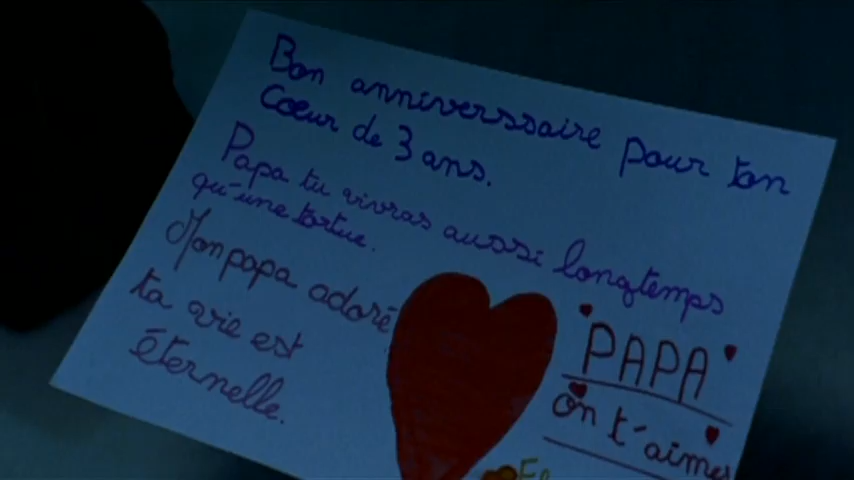 Bon anniverssaire pour ton
Coeur de 3 ans.
Papa tu vivras aussi longtemps
qu'une tortue.
Mon papa adoré
ta vie est
éternelle.
PAPA
on t'aime